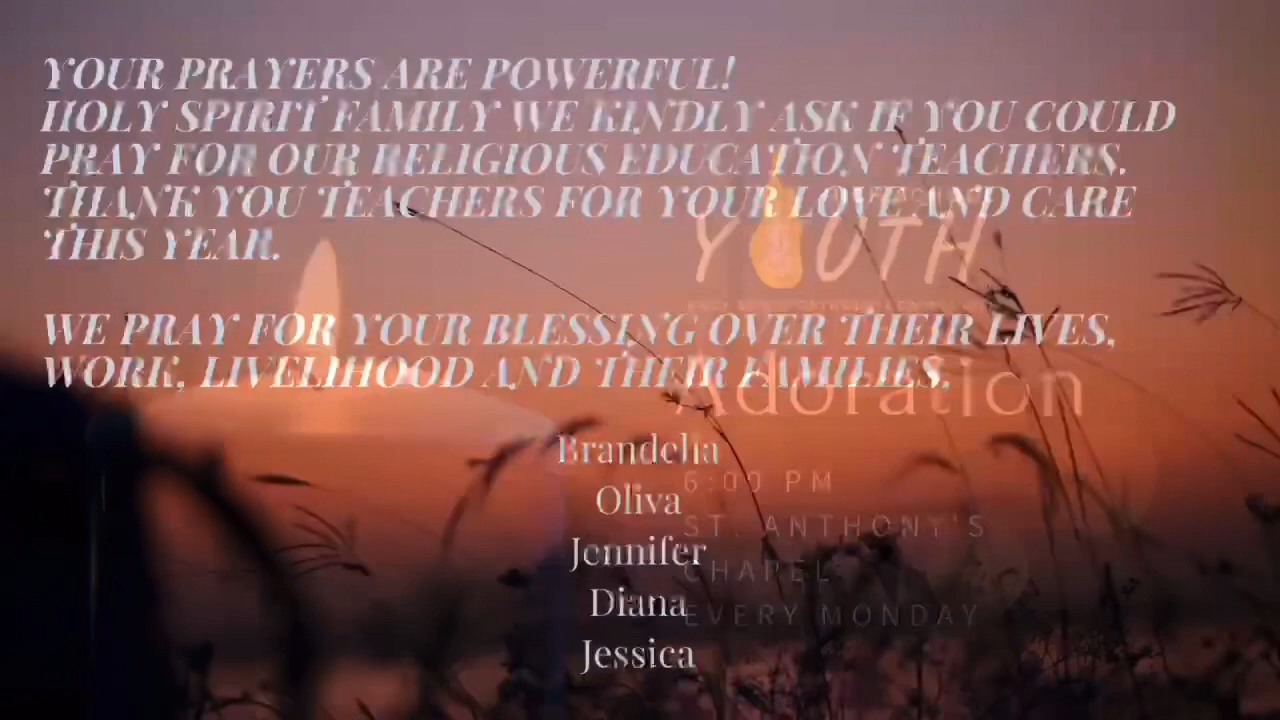 YOUR PRAYERS ARE POWERFUL!
HOLY SPIRIT FAMILY WE KINDLY ASK IF YOU COULD
PRAY FOR OUR RELIGIOUS EDUCATION TEACHERS.
THANK YOU TEACHERS FOR YOUR LOVE AND CARE
THIS YEAR.
WE PRAY FOR YOUR BLESSING OVER THEIR LIVES,
WORK, LIVELIHOOD AND THEIR FAMILIES.
Brandelia
Oliva
Jennifer
Diana
Jessica
YOUTH
Adoration
6:00 PM
ST. ANTHONY'S
CHAPEL
EVERY MONDAY